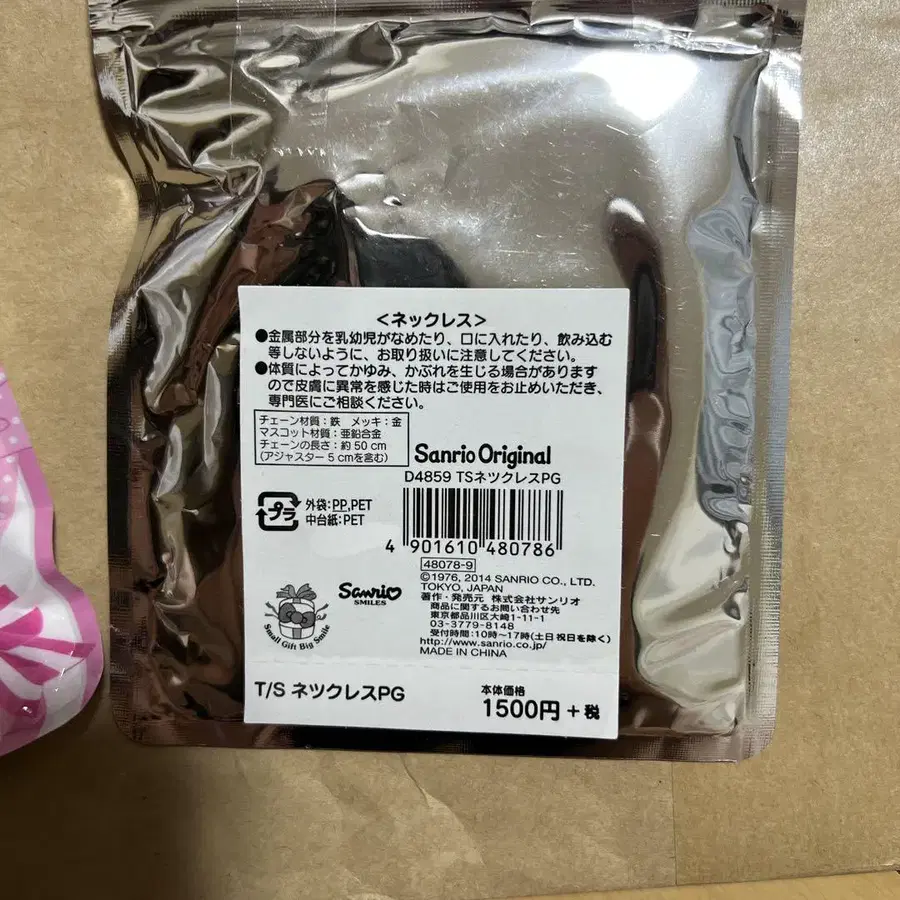 <ネックレス>
●金属部分を乳幼児がなめたり、口に入れたり、飲み込む
等しないように、お取り扱いに注意してください。
●体質によってかゆみ、かぶれを生じる場合があります
ので皮膚に異常を感じた時はご使用をお止めいただき、
専門医にご相談ください。
チェーン材質:鉄 メッキ:金
マスコット材質:亜鉛合金
チェーンの長さ:約50cm
(アジャスター5cmを含む)
Sanrio Original
D4859 TSネツクレスPG
プラ
外袋:PP,PET
中台紙:PET
4 901610 480786
48078-9
©1976, 2014 SANRIO CO., LTD.
TOKYO, JAPAN
著作・発売元 株式会社サンリオ
商品に関するお問い合わせ先
東京都品川区大崎1-11-1
03-3779-8148
受付時間:10時~17時(土日祝日を除く)
http://www.sanrio.co.jp/
MADE IN CHINA
Small Gift Big Smile
Sanrio
SMILES
T/S ネツクレスPG
本体価格
1500円+税